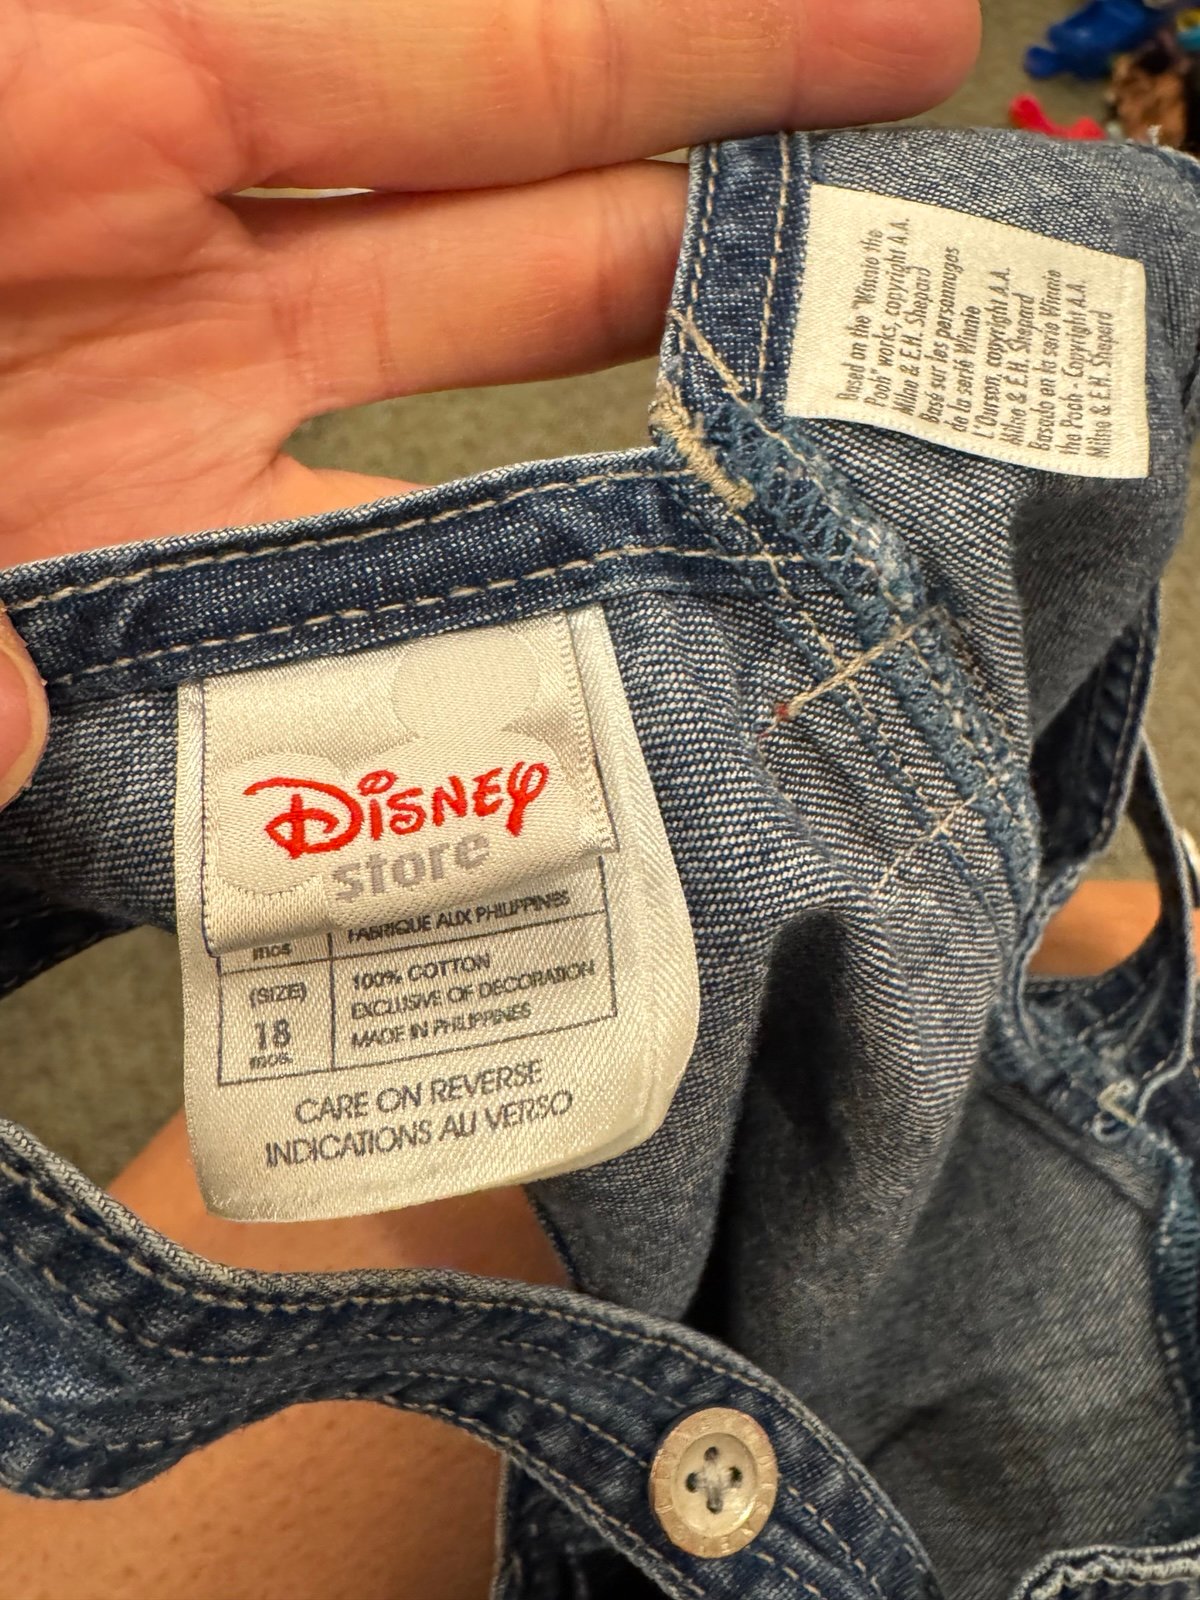 Disney
store
mos
FABRIQUE AUX PHILIPPINES
(SIZE)
18
mos.
100% COTTON
EXCLUSIVE OF DECORATION
MADE IN PHILIPPINES
CARE ON REVERSE
INDICATIONS AU VERSO
Based on the "Winnie the
Pooh" works, copyright A.A.
Milne & E.H. Shepard
Basé sur les personnages
de la serié Winnie
L'Ourson, copyright A.A.
Milne & E.H. Shepard
Basado en la serie Winnie
the Pooh - Copyright A.A.
Milne & E.H. Shepard